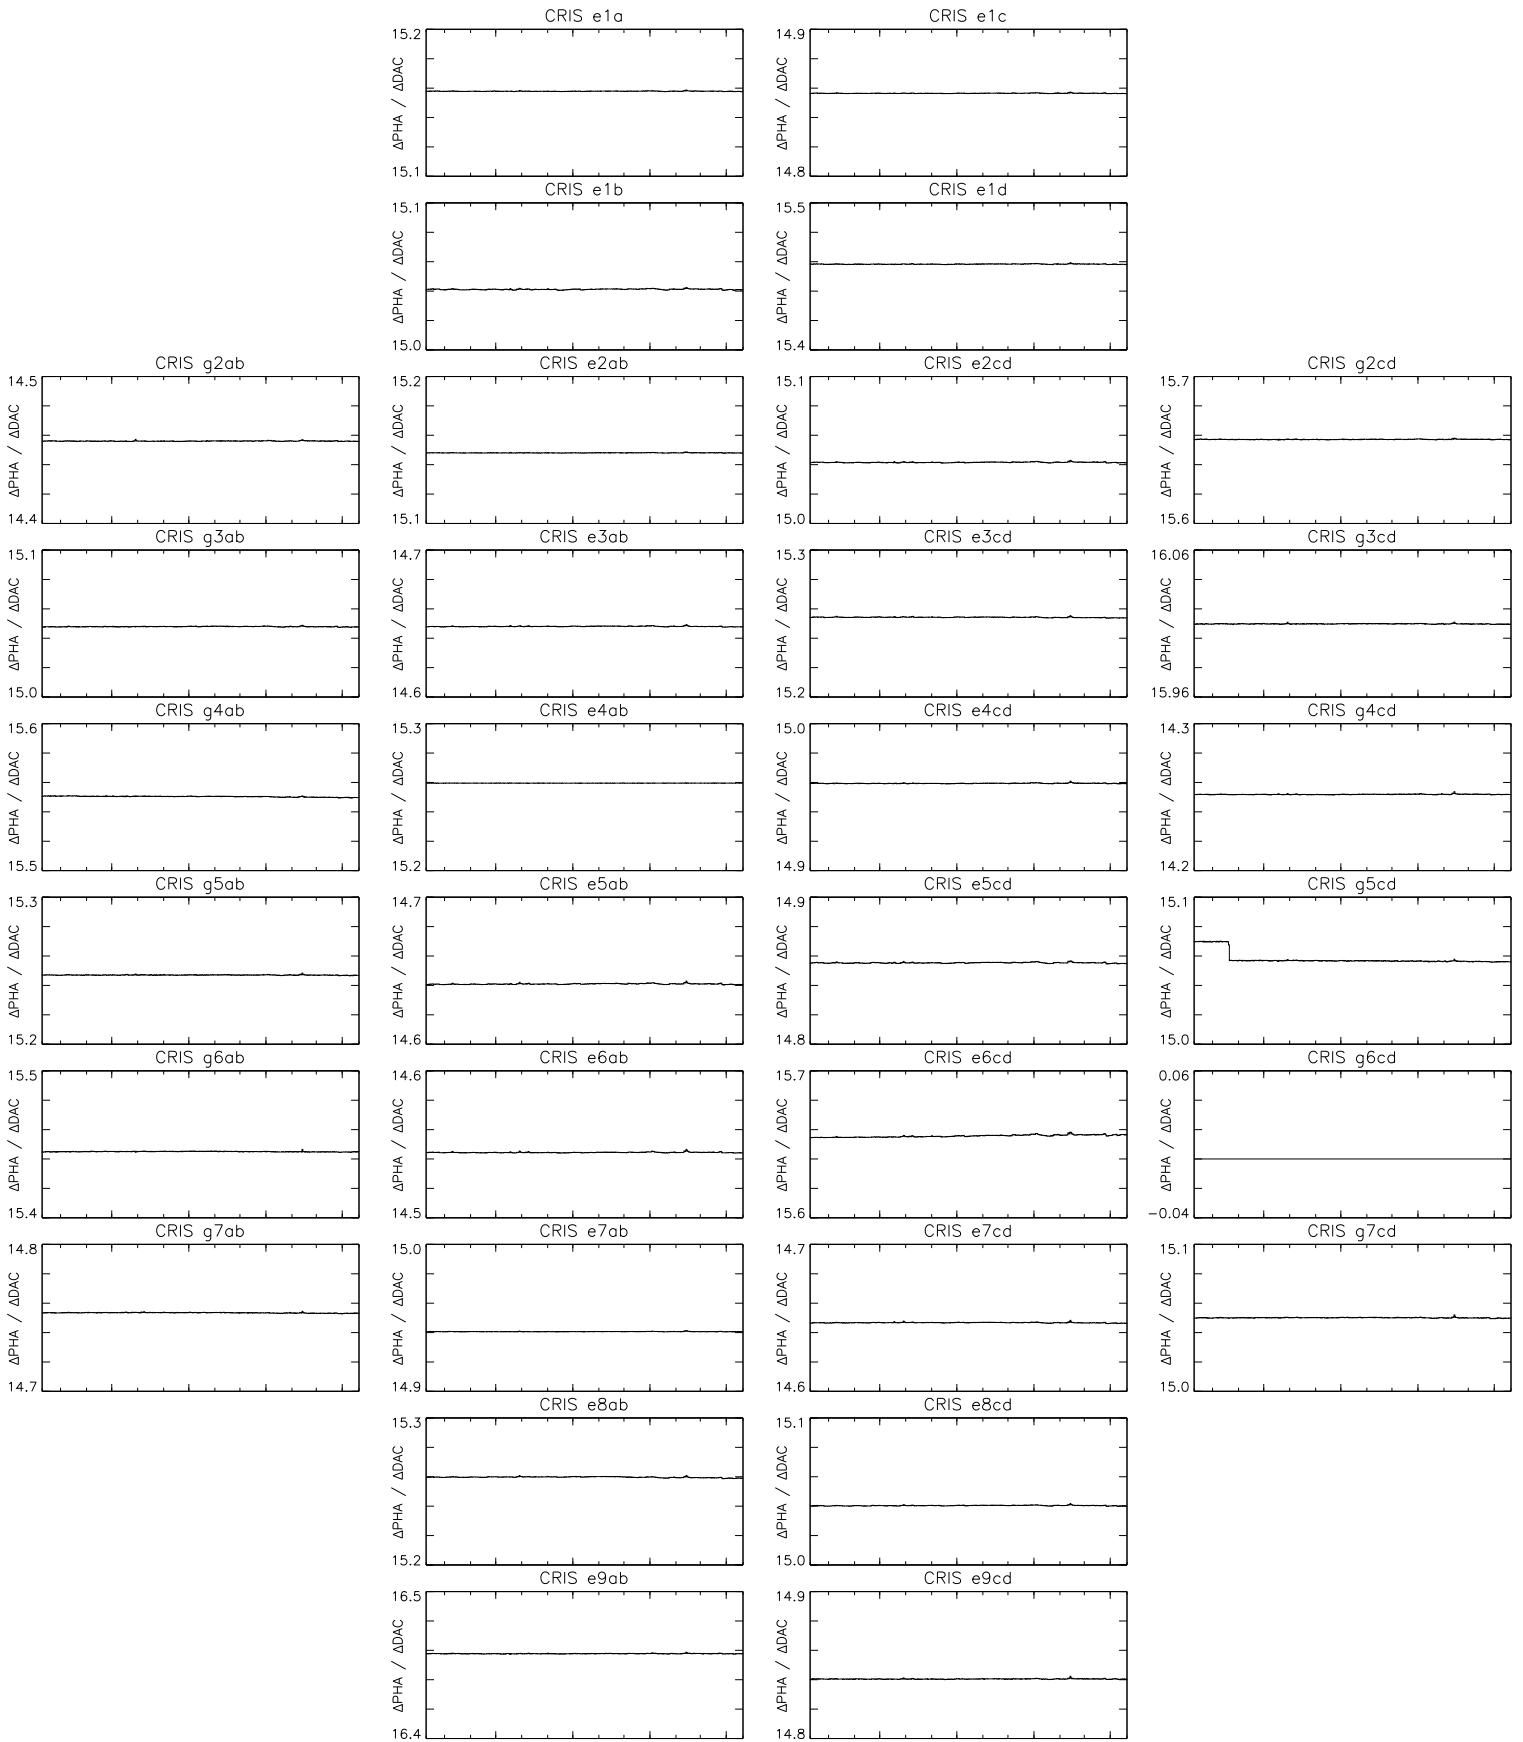 CRIS e1a
15.2
ΔPHA / ΔDAC
15.1
CRIS e1c
14.9
ΔPHA / ΔDAC
14.8
CRIS e1b
15.1
ΔPHA / ΔDAC
15.0
CRIS e1d
15.5
ΔPHA / ΔDAC
15.4
CRIS g2ab
14.5
ΔPHA / ΔDAC
14.4
CRIS e2ab
15.2
ΔPHA / ΔDAC
15.1
CRIS e2cd
15.1
ΔPHA / ΔDAC
15.0
CRIS g2cd
15.7
ΔPHA / ΔDAC
15.6
CRIS g3ab
15.1
ΔPHA / ΔDAC
15.0
CRIS e3ab
14.7
ΔPHA / ΔDAC
14.6
CRIS e3cd
15.3
ΔPHA / ΔDAC
15.2
CRIS g3cd
16.06
ΔPHA / ΔDAC
15.96
CRIS g4ab
15.6
ΔPHA / ΔDAC
15.5
CRIS e4ab
15.3
ΔPHA / ΔDAC
15.2
CRIS e4cd
15.0
ΔPHA / ΔDAC
14.9
CRIS g4cd
14.3
ΔPHA / ΔDAC
14.2
CRIS g5ab
15.3
ΔPHA / ΔDAC
15.2
CRIS e5ab
14.7
ΔPHA / ΔDAC
14.6
CRIS e5cd
14.9
ΔPHA / ΔDAC
14.8
CRIS g5cd
15.1
ΔPHA / ΔDAC
15.0
CRIS g6ab
15.5
ΔPHA / ΔDAC
15.4
CRIS e6ab
14.6
ΔPHA / ΔDAC
14.5
CRIS e6cd
15.7
ΔPHA / ΔDAC
15.6
CRIS g6cd
0.06
ΔPHA / ΔDAC
−0.04
CRIS g7ab
14.8
ΔPHA / ΔDAC
14.7
CRIS e7ab
15.0
ΔPHA / ΔDAC
14.9
CRIS e7cd
14.7
ΔPHA / ΔDAC
14.6
CRIS g7cd
15.1
ΔPHA / ΔDAC
15.0
CRIS e8ab
15.3
ΔPHA / ΔDAC
15.2
CRIS e8cd
15.1
ΔPHA / ΔDAC
15.0
CRIS e9ab
16.5
ΔPHA / ΔDAC
16.4
CRIS e9cd
14.9
ΔPHA / ΔDAC
14.8